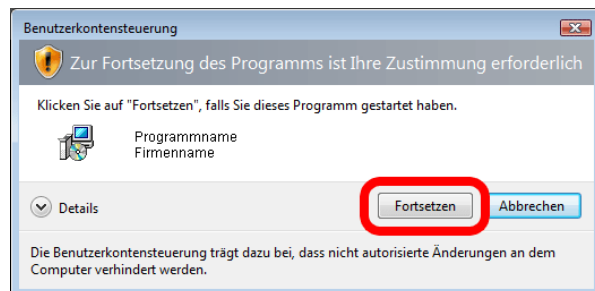 Benutzerkontensteuerung
Zur Fortsetzung des Programms ist Ihre Zustimmung erforderlich
Klicken Sie auf "Fortsetzen", falls Sie dieses Programm gestartet haben.
Programmname
Firmenname
Details
Fortsetzen
Abbrechen
Die Benutzerkontensteuerung trägt dazu bei, dass nicht autorisierte Änderungen an dem
Computer verhindert werden.